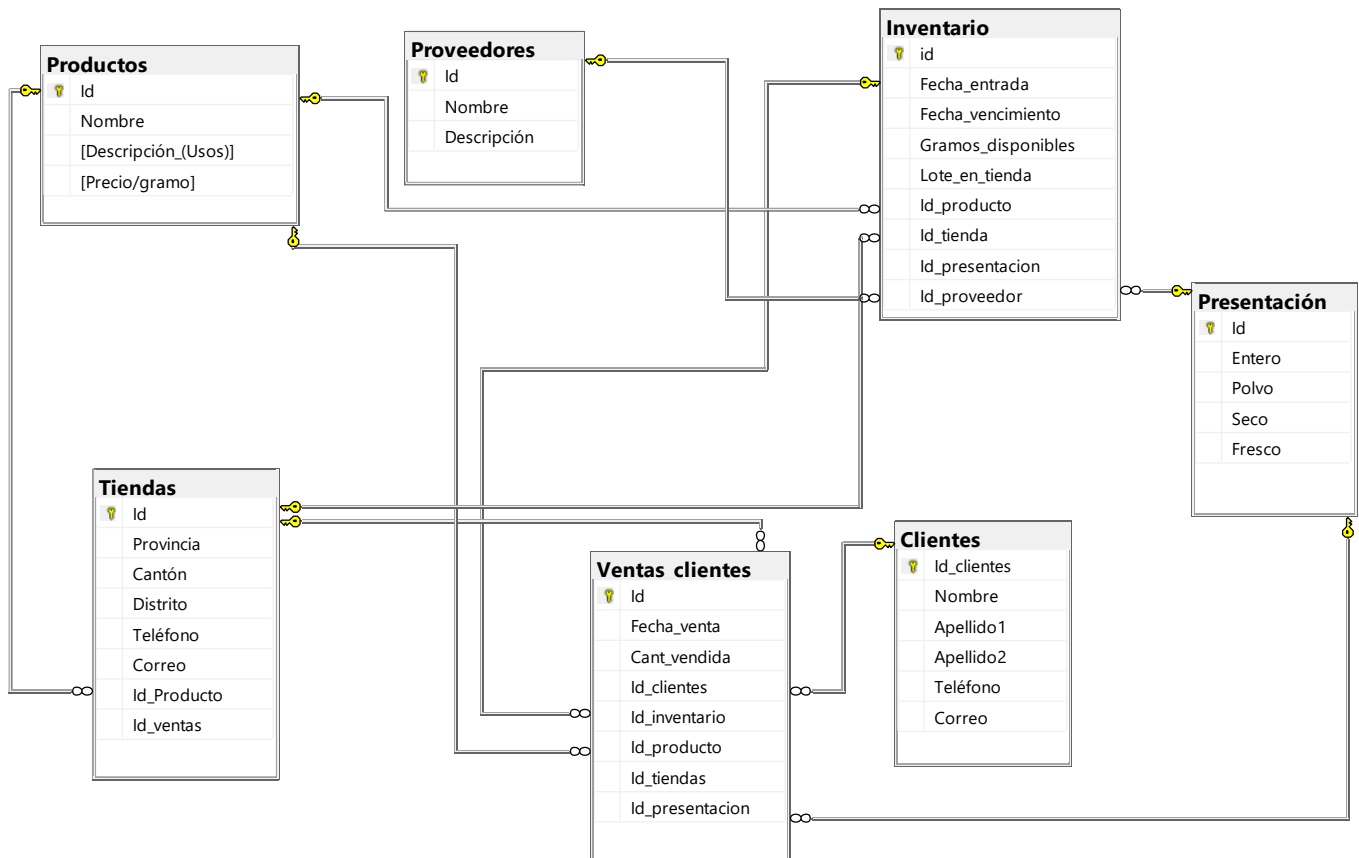 Productos
Id
Nombre
[Descripción_(Usos)]
[Precio/gramo]
Proveedores
Id
Nombre
Descripción
Inventario
id
Fecha_entrada
Fecha_vencimiento
Gramos_disponibles
Lote_en_tienda
Id_producto
Id_tienda
Id_presentacion
Id_proveedor
Presentación
Id
Entero
Polvo
Seco
Fresco
Tiendas
Id
Provincia
Cantón
Distrito
Teléfono
Correo
Id_Producto
Id_ventas
Ventas clientes
Id
Fecha_venta
Cant_vendida
Id_clientes
Id_inventario
Id_producto
Id_tiendas
Id_presentacion
Clientes
Id_clientes
Nombre
Apellido1
Apellido2
Teléfono
Correo